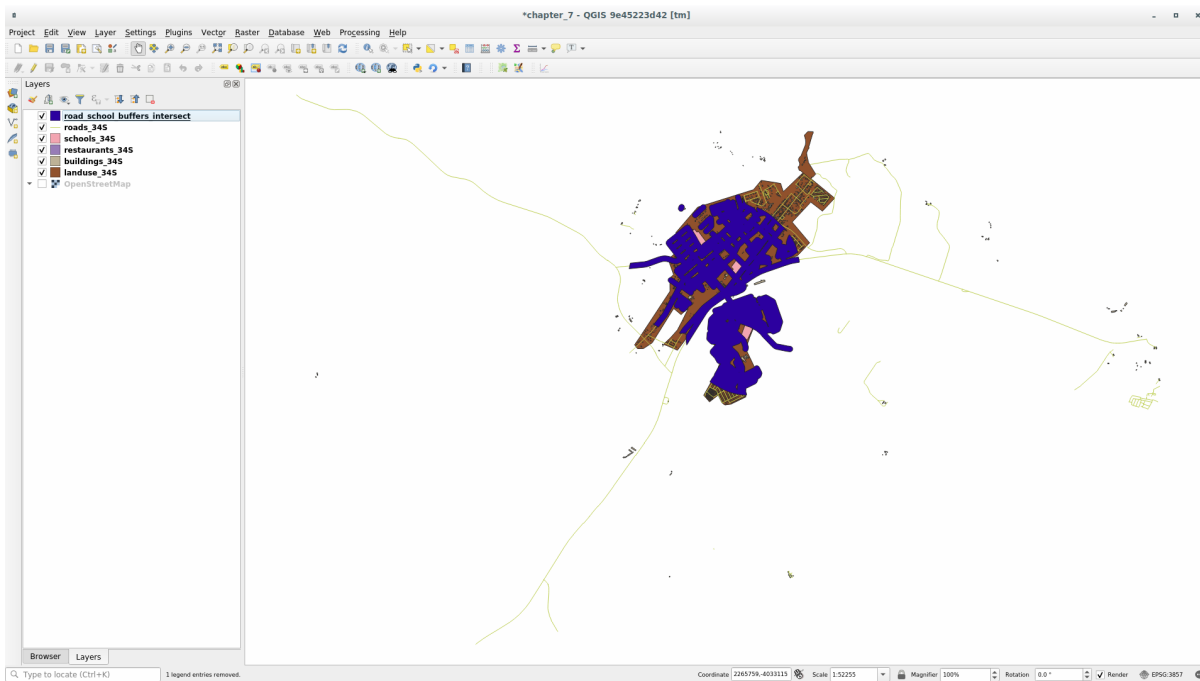 *chapter_7 - QGIS 9e45223d42 [tm]
Project Edit View Layer Settings Plugins Vector Raster Database Web Processing Help
Layers
road_school_buffers_intersect
roads_34S
schools_34S
restaurants_34S
buildings_34S
landuse_34S
OpenStreetMap
Browser Layers
Type to locate (Ctrl+K) 1 legend entries removed. Coordinate 2265759,-4033115 Scale 1:52255 Magnifier 100% Rotation 0.0 ° Render EPSG:3857